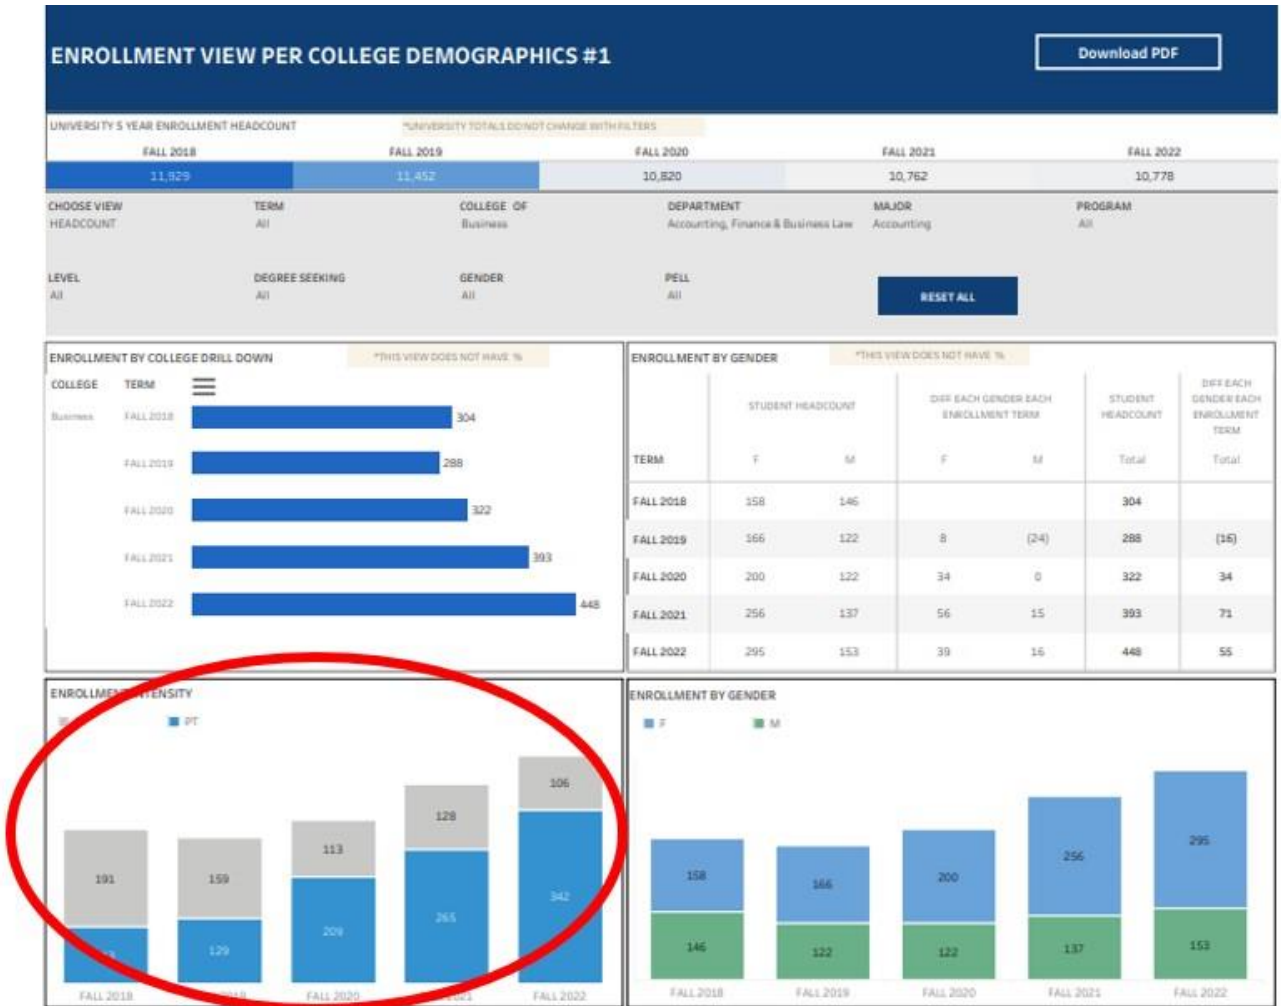 ENROLLMENT VIEW PER COLLEGE DEMOGRAPHICS #1
Download PDF
UNIVERSITY 5 YEAR ENROLLMENT HEADCOUNT
*UNIVERSITY TOTALS DO NOT CHANGE WITH FILTERS
FALL 2018 FALL 2019 FALL 2020 FALL 2021 FALL 2022
11,929 11,452 10,820 10,762 10,778
CHOOSE VIEW TERM COLLEGE OF DEPARTMENT MAJOR PROGRAM
HEADCOUNT All Business Accounting, Finance & Business Law Accounting All
LEVEL DEGREE SEEKING GENDER PELL
All All All All
RESET ALL
ENROLLMENT BY COLLEGE DRILL DOWN
*THIS VIEW DOES NOT HAVE %
COLLEGE TERM
Business FALL 2018 304
FALL 2019 288
FALL 2020 322
FALL 2021 393
FALL 2022 448
ENROLLMENT BY GENDER
*THIS VIEW DOES NOT HAVE %
STUDENT HEADCOUNT
DIFF EACH GENDER EACH
ENROLLMENT TERM
STUDENT
HEADCOUNT
DIFF EACH
GENDER EACH
ENROLLMENT
TERM
TERM F M F M Total Total
FALL 2018 158 146 304
FALL 2019 166 122 8 (24) 288 (16)
FALL 2020 200 122 34 0 322 34
FALL 2021 256 137 56 15 393 71
FALL 2022 295 153 39 16 448 55
ENROLLMENT INTENSITY
PT
191 159 113 128 106
129 209 265 342
FALL 2018 FALL 2020 FALL 2022
ENROLLMENT BY GENDER
F M
158 166 200 256 295
146 122 122 137 153
FALL 2018 FALL 2019 FALL 2020 FALL 2021 FALL 2022